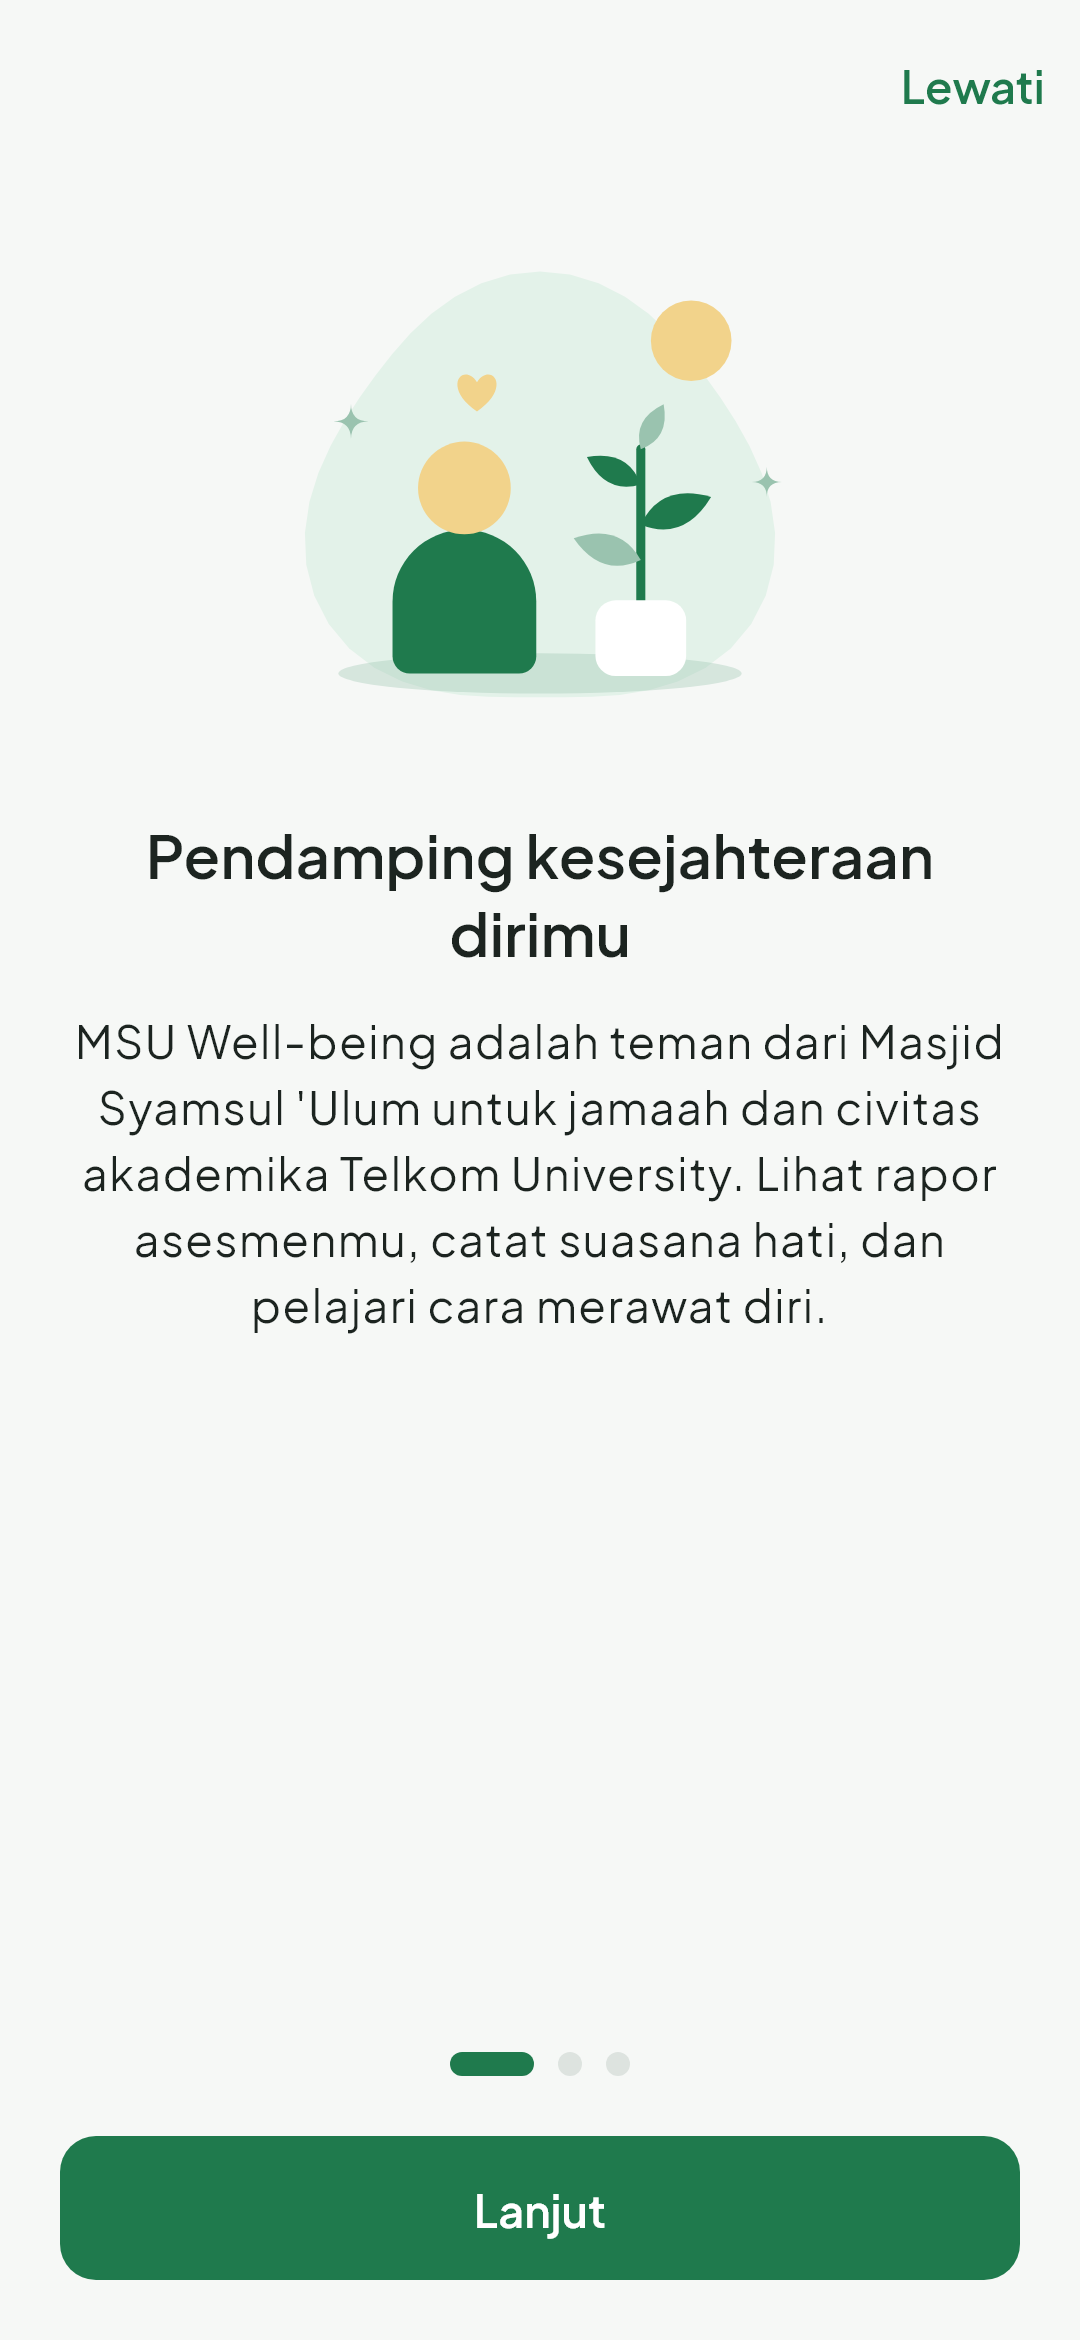 Lewati
Pendamping kesejahteraan
dirimu
MSU Well-being adalah teman dari Masjid
Syamsul 'Ulum untuk jamaah dan civitas
akademika Telkom University. Lihat rapor
asesmenmu, catat suasana hati, dan
pelajari cara merawat diri.
Lanjut